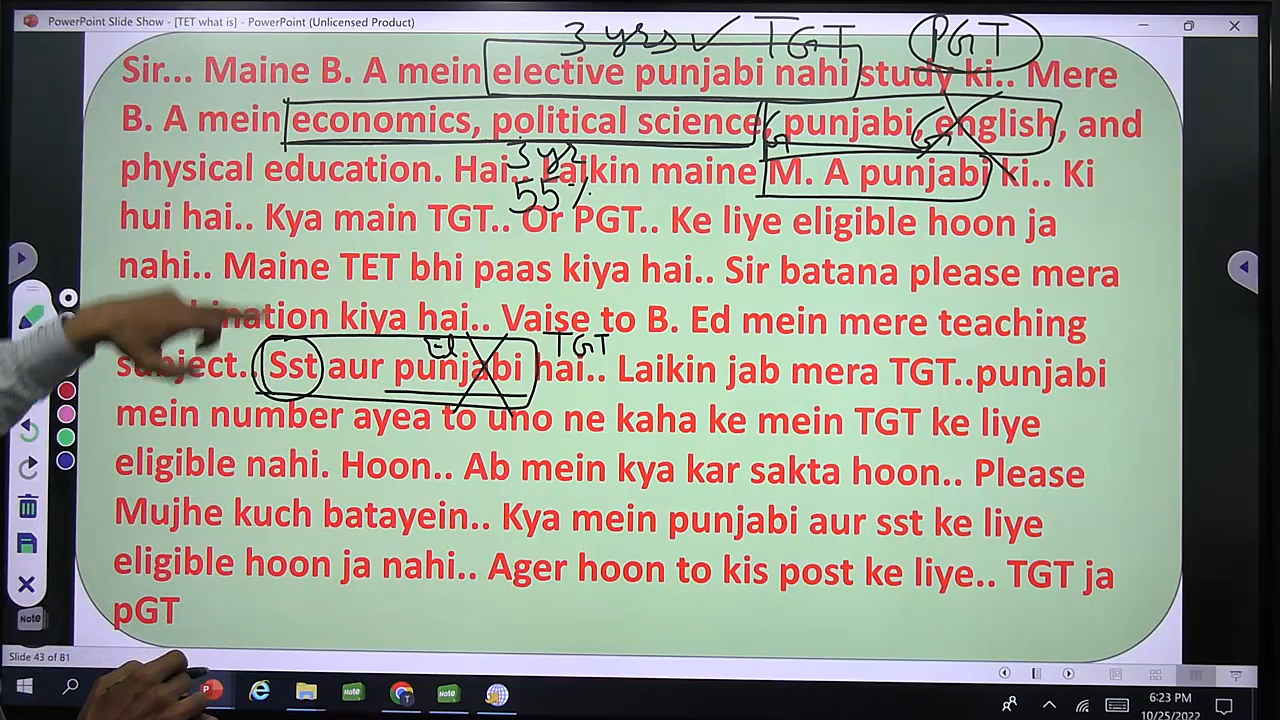 PowerPoint Slide Show - [TET what is] - PowerPoint (Unlicensed Product)
3 yrs ✓ TGT PGT
Sir... Maine B. A mein elective punjabi nahi study ki.. Mere
B. A mein economics, political science, punjabi, english, and
3 yr
physical education. Hai.. Laikin maine M. A punjabi ki.. Ki
55%
hui hai.. Kya main TGT.. Or PGT.. Ke liye eligible hoon ja
nahi.. Maine TET bhi paas kiya hai.. Sir batana please mera
kiya hai.. Vaise to B. Ed mein mere teaching
TGT
subject.. Sst aur punjabi hai.. Laikin jab mera TGT..punjabi
mein number ayea to uno ne kaha ke mein TGT ke liye
eligible nahi. Hoon.. Ab mein kya kar sakta hoon.. Please
Mujhe kuch batayein.. Kya mein punjabi aur sst ke liye
eligible hoon ja nahi.. Ager hoon to kis post ke liye.. TGT ja
pGT
Note
Slide 43 of 81
Note
Note
6:23 PM
10/25/2022